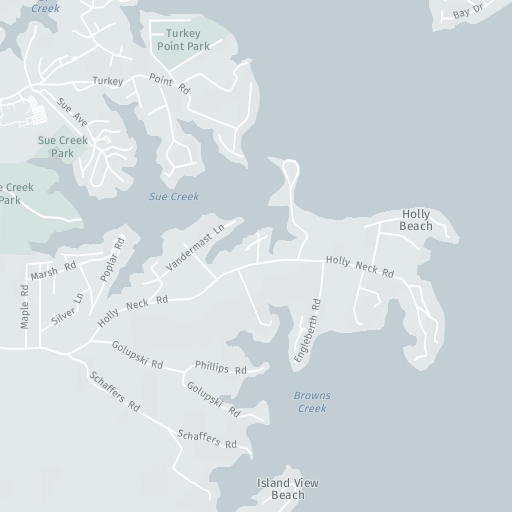 Creek
Bay Dr
Turkey
Point Park
Turkey
Point Rd
Sue Ave
Sue Creek
Park
e Creek
Park
Sue Creek
Holly
Beach
Vandermast Ln
Poplar Rd
Marsh Rd
Holly Neck Rd
Maple Rd
Silver Ln
Holly Neck Rd
Engleberth Rd
Golupski Rd
Phillips Rd
Schaffers Rd
Golupski Rd
Browns
Creek
Schaffers Rd
Island View
Beach